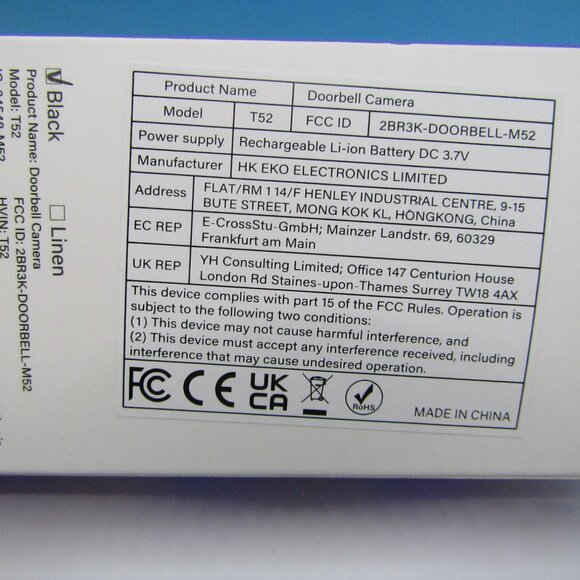 Product Name Doorbell Camera
Model T52 FCC ID 2BR3K-DOORBELL-M52
Power supply Rechargeable Li-ion Battery DC 3.7V
Manufacturer HK EKO ELECTRONICS LIMITED
Address FLAT/RM 1 14/F HENLEY INDUSTRIAL CENTRE, 9-15
BUTE STREET, MONG KOK KL, HONGKONG, China
EC REP E-CrossStu-GmbH; Mainzer Landstr. 69, 60329
Frankfurt am Main
UK REP YH Consulting Limited; Office 147 Centurion House
London Rd Staines-upon-Thames Surrey TW18 4AX
This device complies with part 15 of the FCC Rules. Operation is
subject to the following two conditions:
(1) This device may not cause harmful interference, and
(2) This device must accept any interference received, including
interference that may cause undesired operation.
FC CE UK
CA
RoHS
MADE IN CHINA
Black Linen
Product Name: Doorbell Camera
Model: T52 FCC ID: 2BR3K-DOORBELL-M52
HVIN: T52